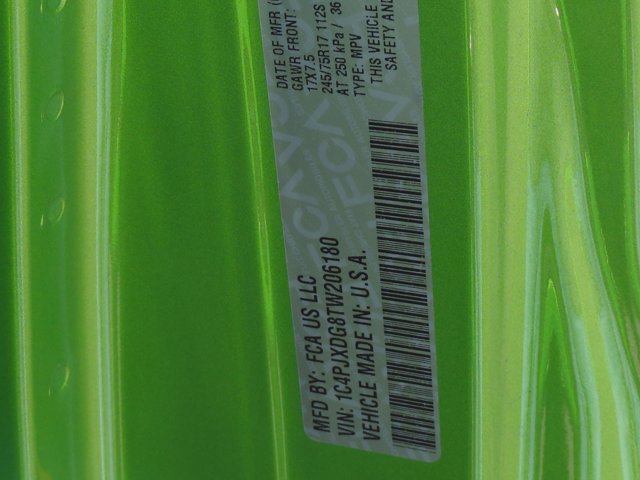 MFD BY: FCA US LLC
VIN: 1C4PJXDG8TW206180
VEHICLE MADE IN: U.S.A.
DATE OF MFR
GAWR FRONT:
17X7.5
245/75R17 112S
AT 250 kPa / 36
TYPE: MPV
THIS VEHICLE
SAFETY AND
FCA